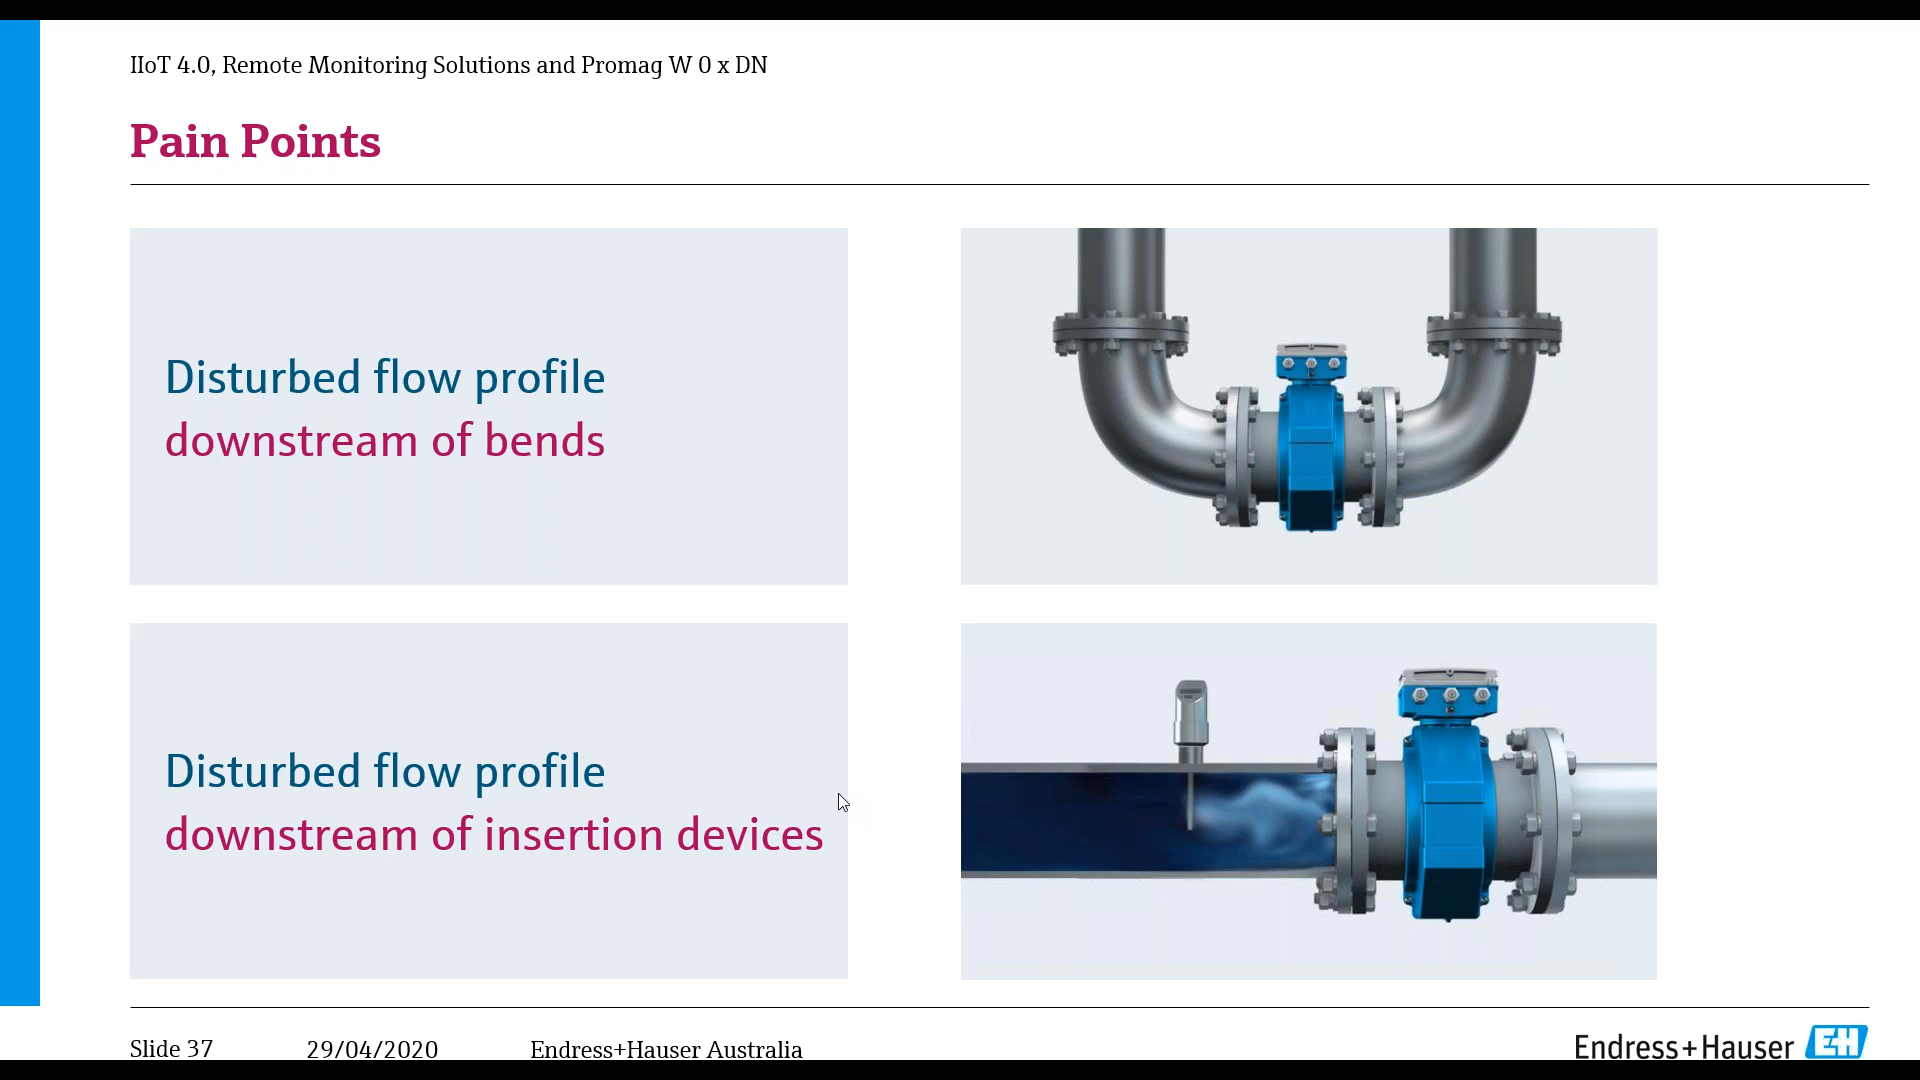 IIoT 4.0, Remote Monitoring Solutions and Promag W 0 x DN
Pain Points
Disturbed flow profile
downstream of bends
Disturbed flow profile
downstream of insertion devices
Slide 37
29/04/2020
Endress+Hauser Australia
Endress+Hauser EH